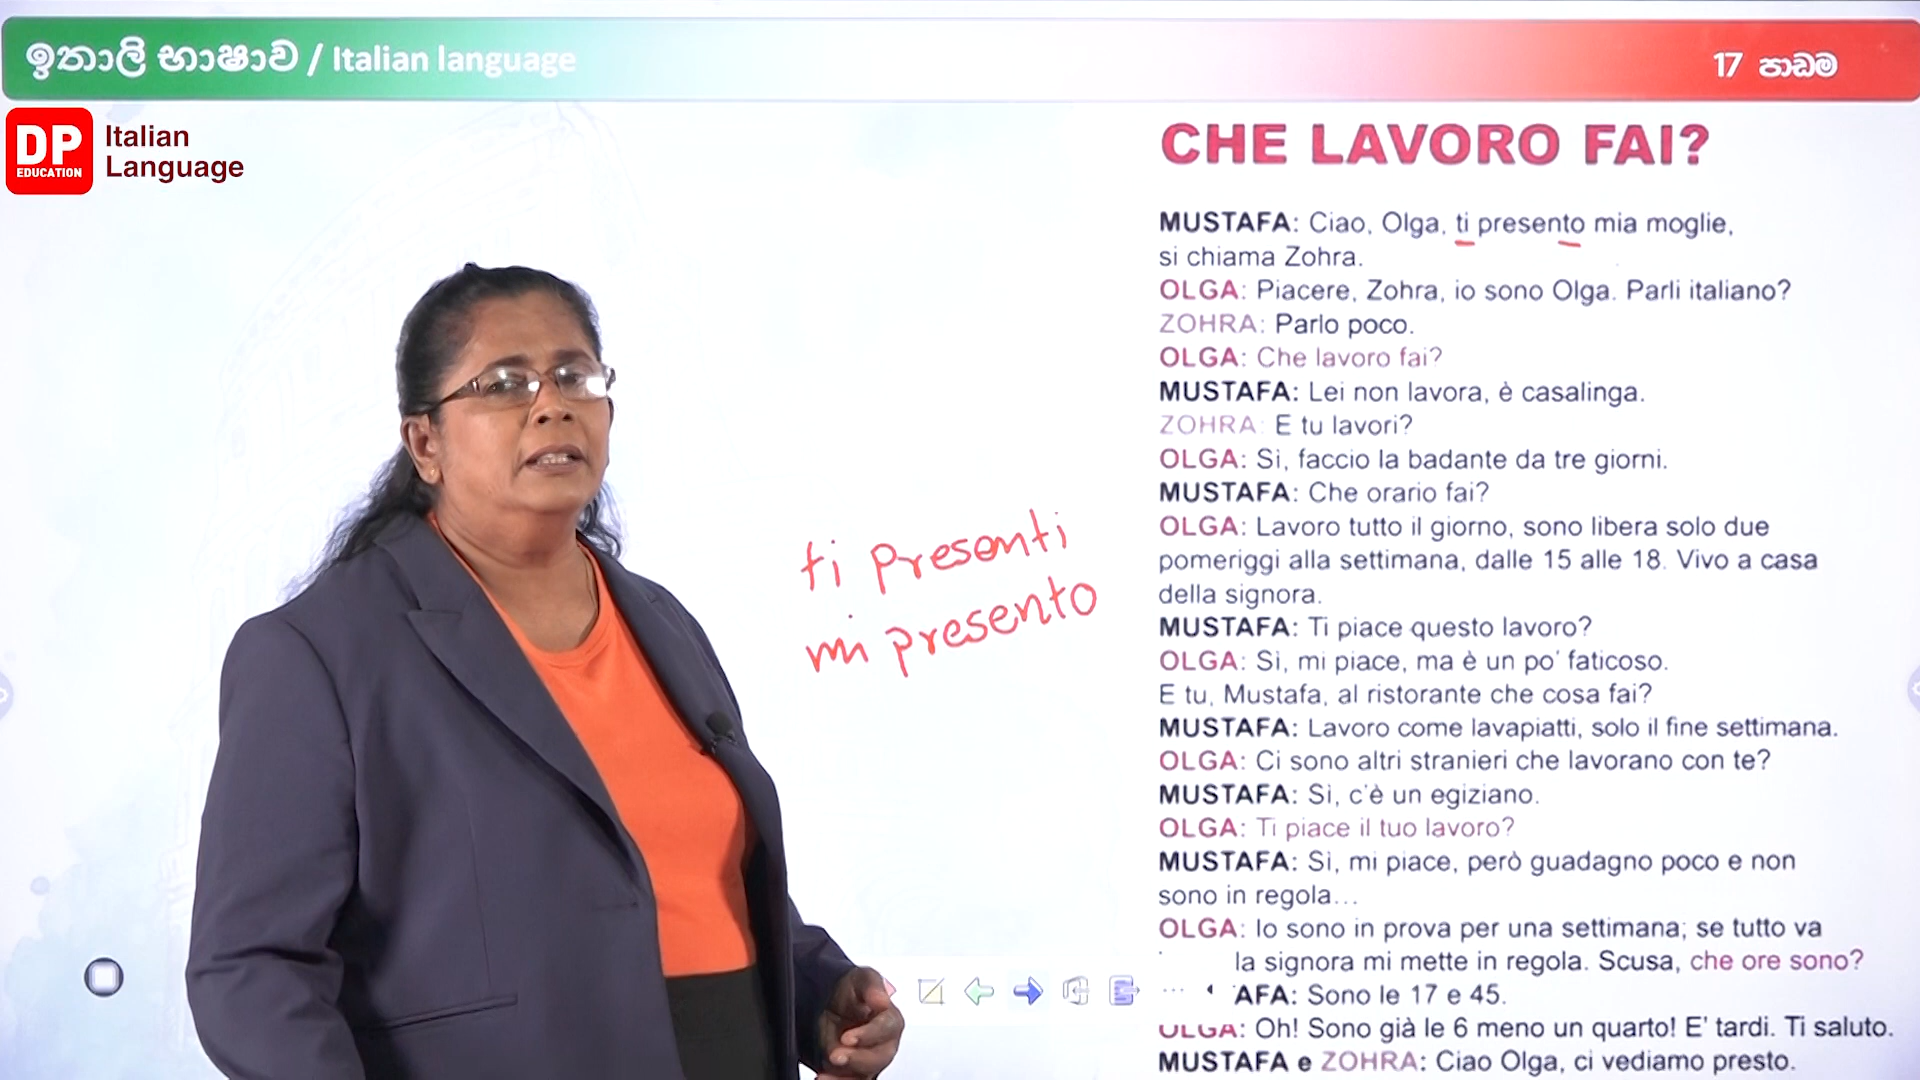 ඉතාලි භාෂාව / Italian language
17 පාඩම
DP
EDUCATION
Italian
Language
CHE LAVORO FAI?
MUSTAFA: Ciao, Olga, ti presento mia moglie,
si chiama Zohra.
OLGA: Piacere, Zohra, io sono Olga. Parli italiano?
ZOHRA: Parlo poco.
OLGA: Che lavoro fai?
MUSTAFA: Lei non lavora, è casalinga.
ZOHRA: E tu lavori?
OLGA: Sì, faccio la badante da tre giorni.
MUSTAFA: Che orario fai?
OLGA: Lavoro tutto il giorno, sono libera solo due
pomeriggi alla settimana, dalle 15 alle 18. Vivo a casa
della signora.
MUSTAFA: Ti piace questo lavoro?
OLGA: Sì, mi piace, ma è un po' faticoso.
E tu, Mustafa, al ristorante che cosa fai?
MUSTAFA: Lavoro come lavapiatti, solo il fine settimana.
OLGA: Ci sono altri stranieri che lavorano con te?
MUSTAFA: Sì, c'è un egiziano.
OLGA: Ti piace il tuo lavoro?
MUSTAFA: Sì, mi piace, però guadagno poco e non
sono in regola...
OLGA: Io sono in prova per una settimana; se tutto va
la signora mi mette in regola. Scusa, che ore sono?
AFA: Sono le 17 e 45.
OLGA: Oh! Sono già le 6 meno un quarto! E' tardi. Ti saluto.
MUSTAFA e ZOHRA: Ciao Olga, ci vediamo presto.
ti presenti
mi presento